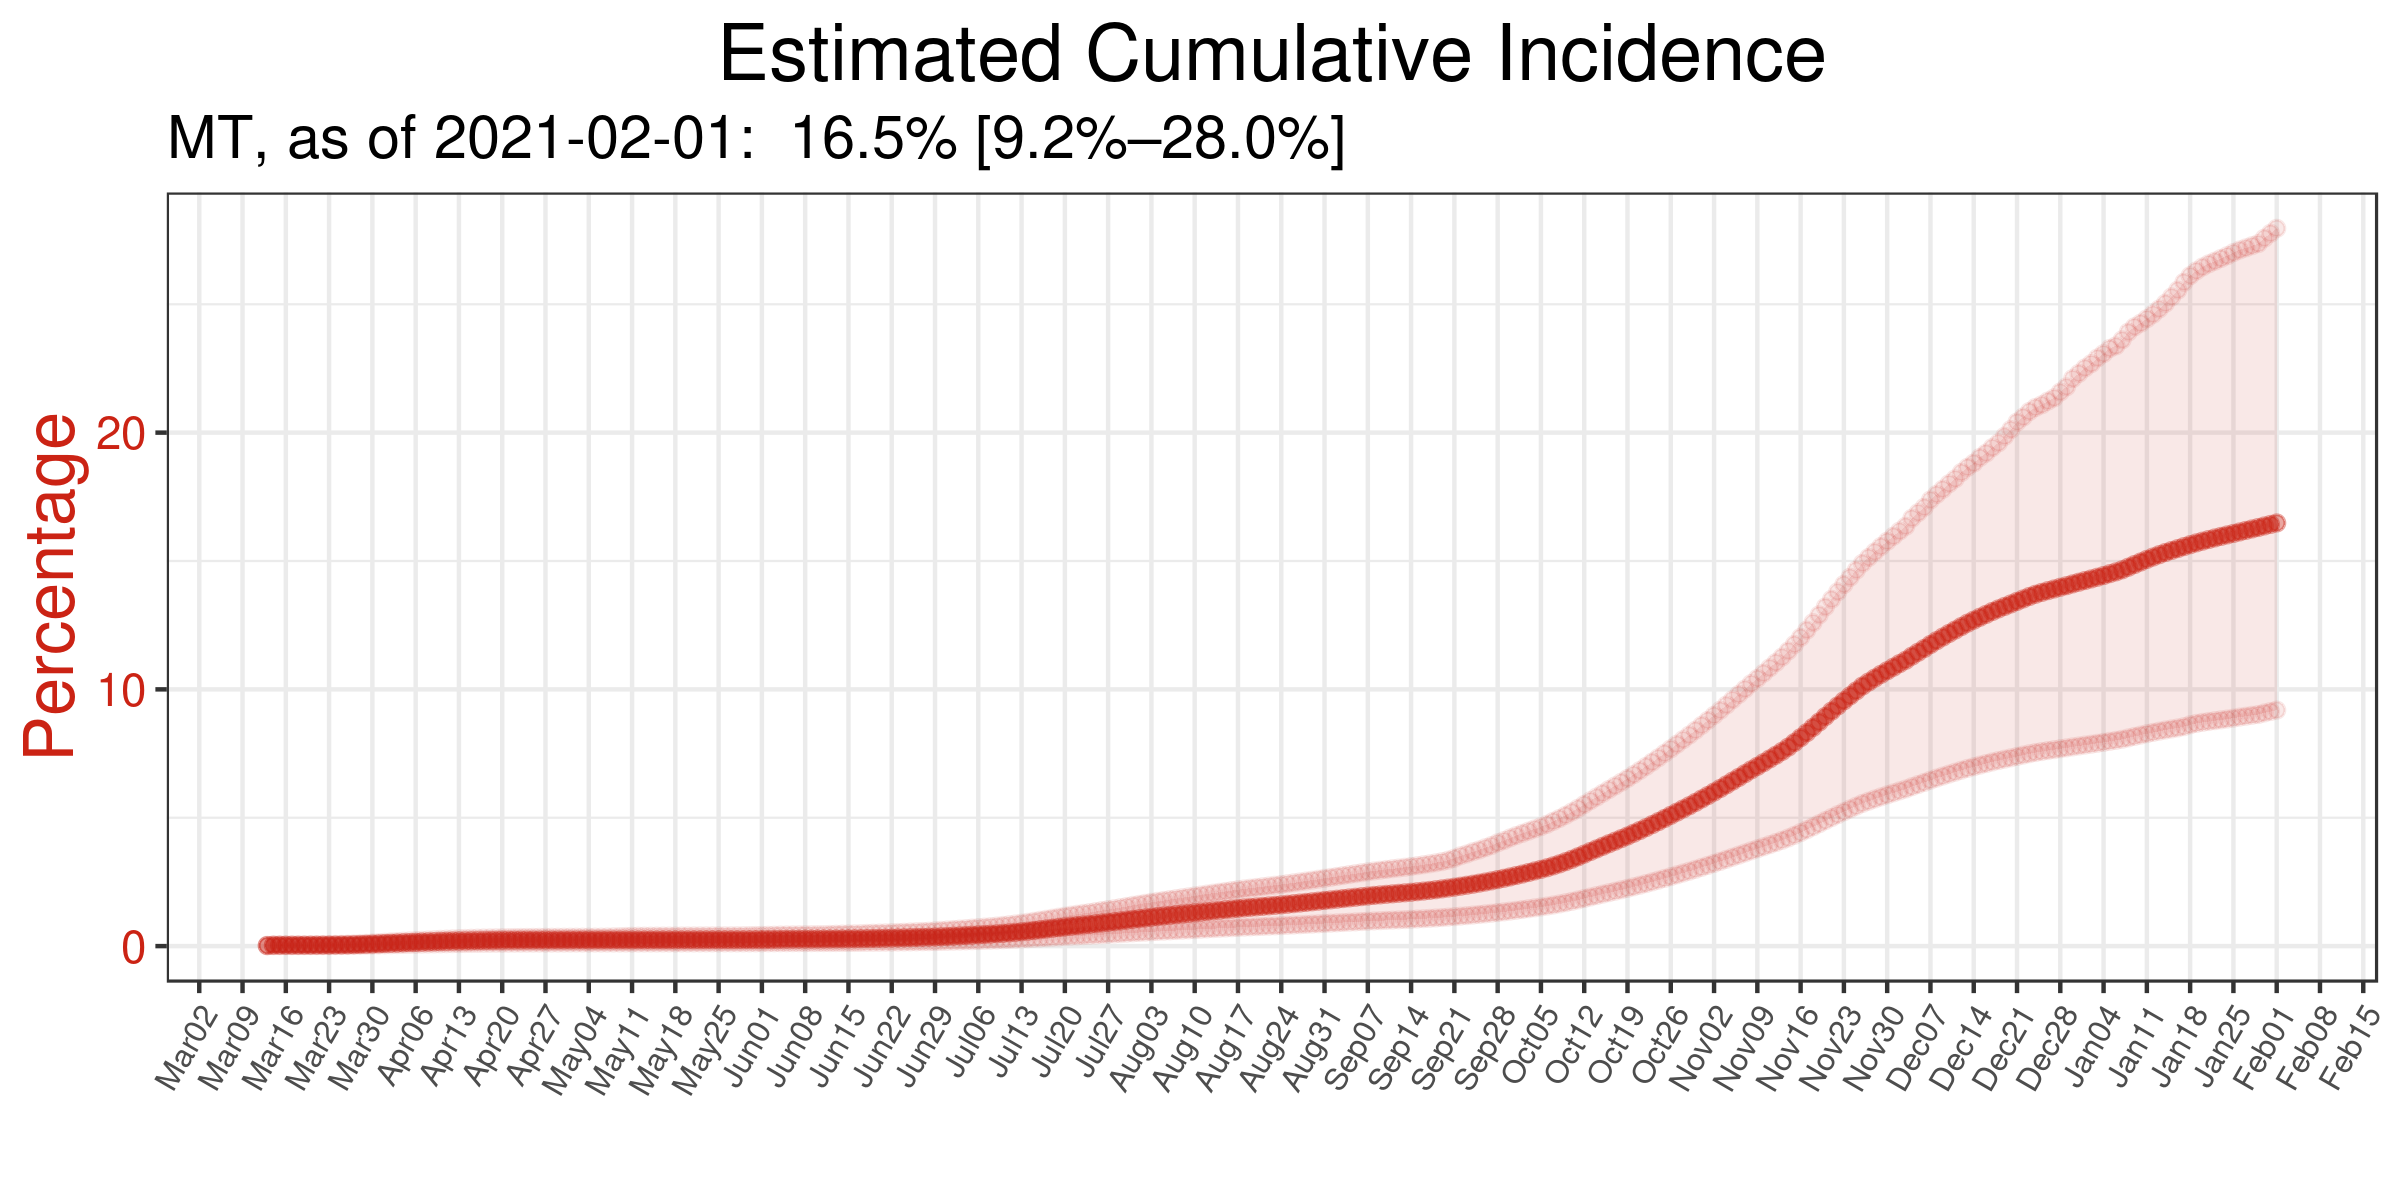 Estimated Cumulative Incidence
MT, as of 2021-02-01:  16.5% [9.2%–28.0%]
Percentage
20
10
0
Mar02
Mar09
Mar16
Mar23
Mar30
Apr06
Apr13
Apr20
Apr27
May04
May11
May18
May25
Jun01
Jun08
Jun15
Jun22
Jun29
Jul06
Jul13
Jul20
Jul27
Aug03
Aug10
Aug17
Aug24
Aug31
Sep07
Sep14
Sep21
Sep28
Oct05
Oct12
Oct19
Oct26
Nov02
Nov09
Nov16
Nov23
Nov30
Dec07
Dec14
Dec21
Dec28
Jan04
Jan11
Jan18
Jan25
Feb01
Feb08
Feb15